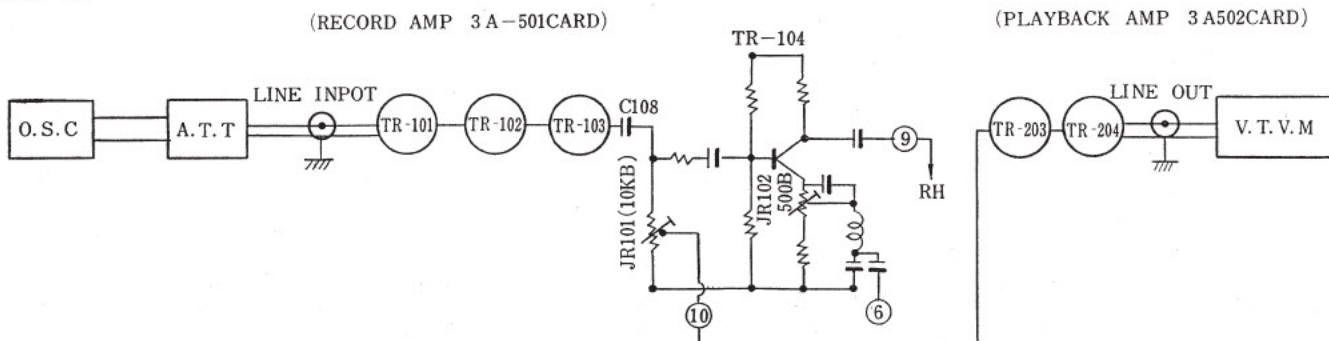 (RECORD AMP 3A-501CARD)
(PLAYBACK AMP 3A502CARD)
TR-104
LINE INPOT
C108
LINE OUT
O.S.C
A.T.T
TR-101
TR-102
TR-103
9
TR-203
TR-204
V.T.V.M
RH
JR101(10KB)
JR102
500B
10
6